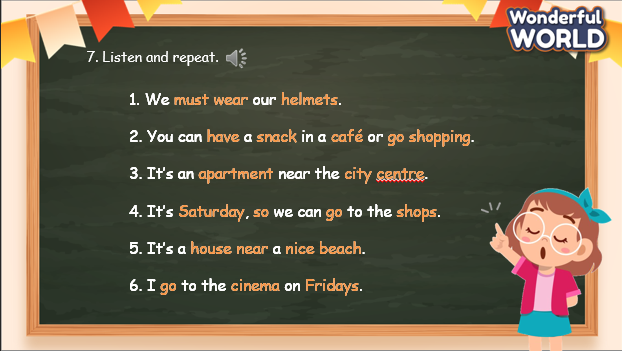 Wonderful
WORLD
7. Listen and repeat.
1. We must wear our helmets.
2. You can have a snack in a café or go shopping.
3. It's an apartment near the city centre.
4. It's Saturday, so we can go to the shops.
5. It's a house near a nice beach.
6. I go to the cinema on Fridays.